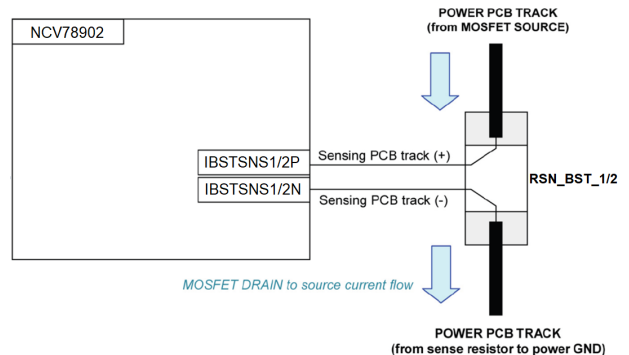 POWER PCB TRACK
(from MOSFET SOURCE)
NCV78902
IBSTSNS1/2P
Sensing PCB track (+)
RSN_BST_1/2
IBSTSNS1/2N
Sensing PCB track (-)
MOSFET DRAIN to source current flow
POWER PCB TRACK
(from sense resistor to power GND)